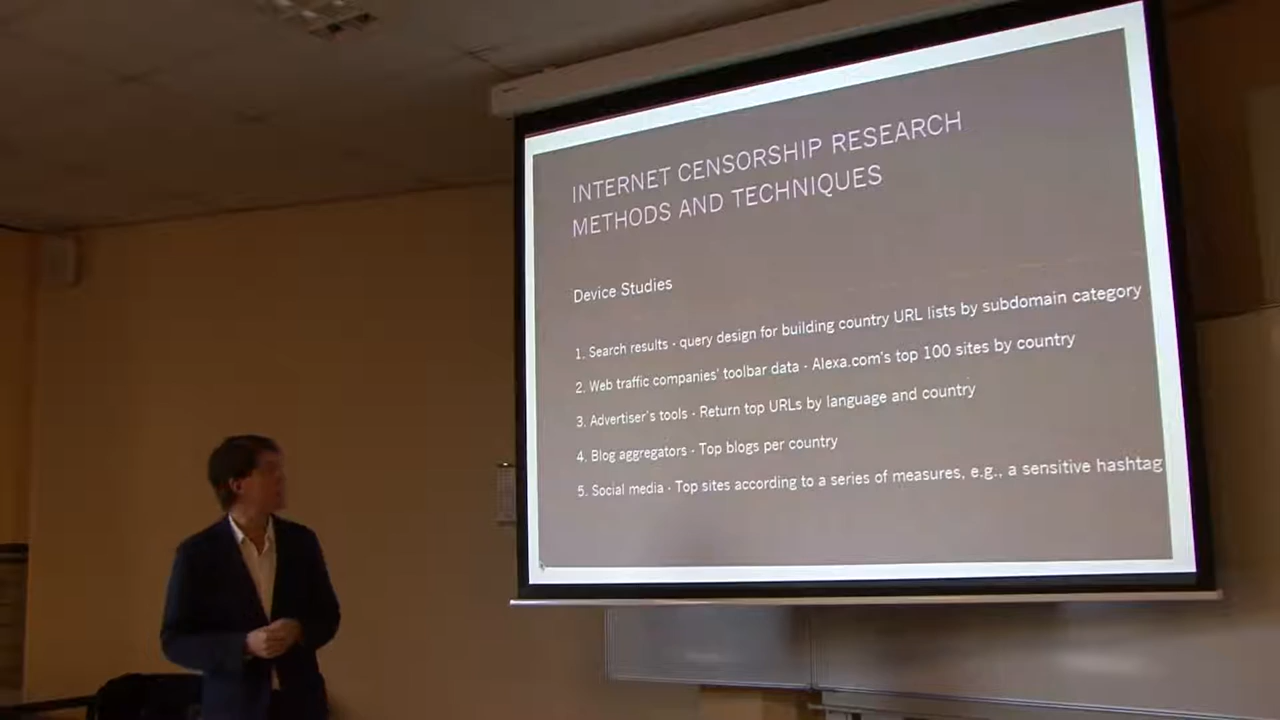 INTERNET CENSORSHIP RESEARCH
METHODS AND TECHNIQUES
Device Studies
1. Search results - query design for building country URL lists by subdomain category
2. Web traffic companies' toolbar data - Alexa.com's top 100 sites by country
3. Advertiser's tools - Return top URLs by language and country
4. Blog aggregators - Top blogs per country
5. Social media - Top sites according to a series of measures, e.g., a sensitive hashtag